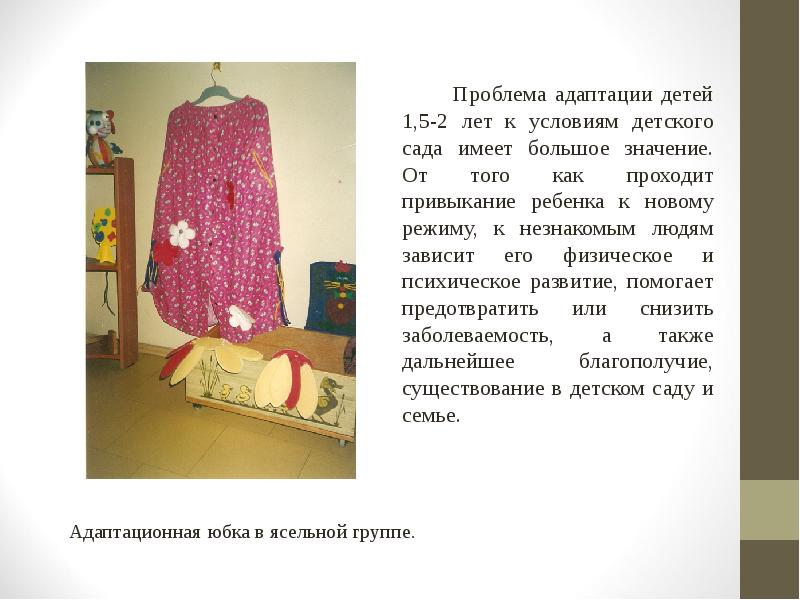 Проблема адаптации детей
1,5-2 лет к условиям детского
сада имеет большое значение.
От того как проходит
привыкание ребенка к новому
режиму, к незнакомым людям
зависит его физическое и
психическое развитие, помогает
предотвратить или снизить
заболеваемость, а также
дальнейшее благополучие,
существование в детском саду и
семье.
Адаптационная юбка в ясельной группе.